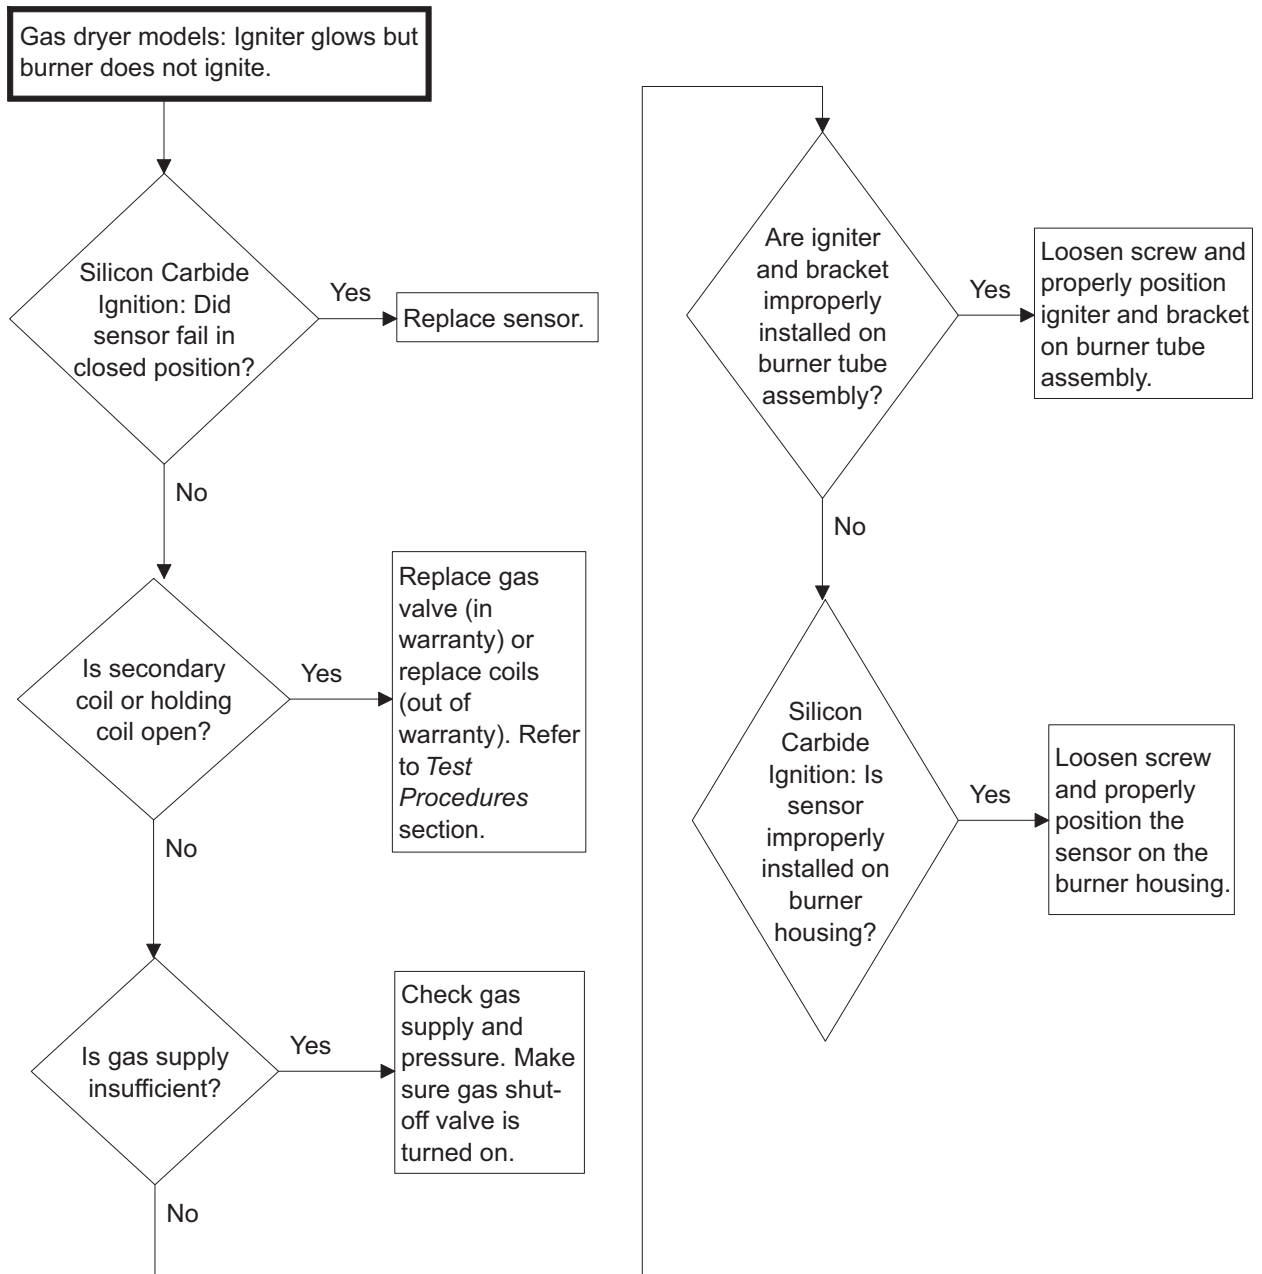 Gas dryer models: Igniter glows but
burner does not ignite.
Silicon Carbide
Ignition: Did
sensor fail in
closed position?
Yes
Replace sensor.
No
Is secondary
coil or holding
coil open?
Yes
Replace gas
valve (in
warranty) or
replace coils
(out of
warranty). Refer
to Test
Procedures
section.
No
Is gas supply
insufficient?
Yes
Check gas
supply and
pressure. Make
sure gas shut-
off valve is
turned on.
No
Are igniter
and bracket
improperly
installed on
burner tube
assembly?
Yes
Loosen screw and
properly position
igniter and bracket
on burner tube
assembly.
No
Silicon
Carbide
Ignition: Is
sensor
improperly
installed on
burner
housing?
Yes
Loosen screw
and properly
position the
sensor on the
burner housing.